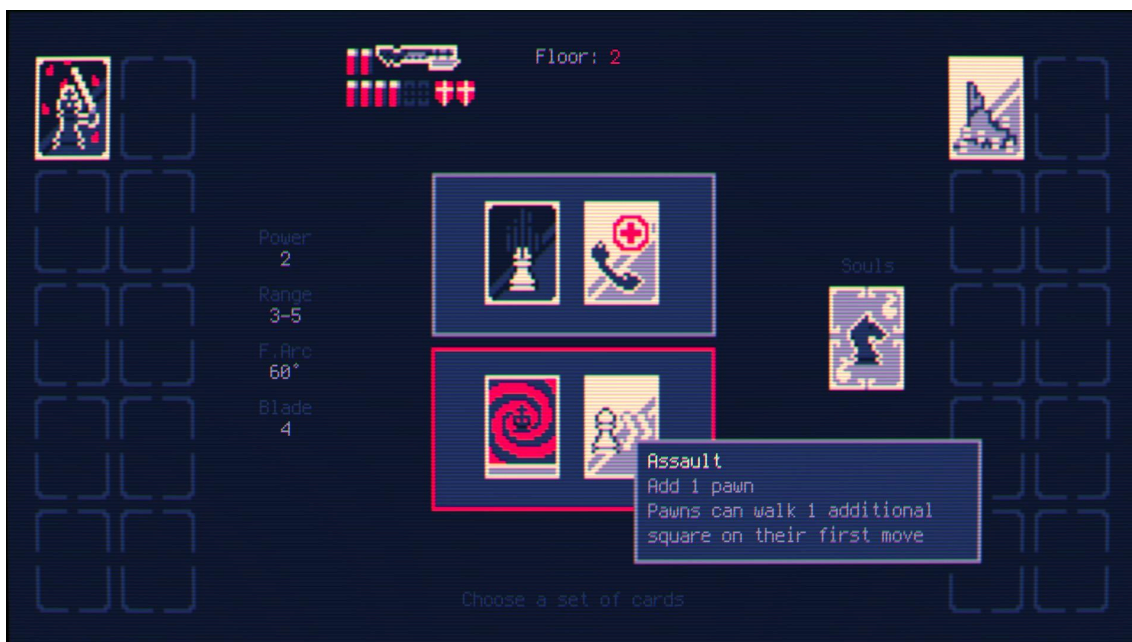 Floor: 2
Power
2
Range
3-5
F.Arc
60°
Blade
4
Souls
Assault
Add 1 pawn
Pawns can walk 1 additional
square on their first move
Choose a set of cards